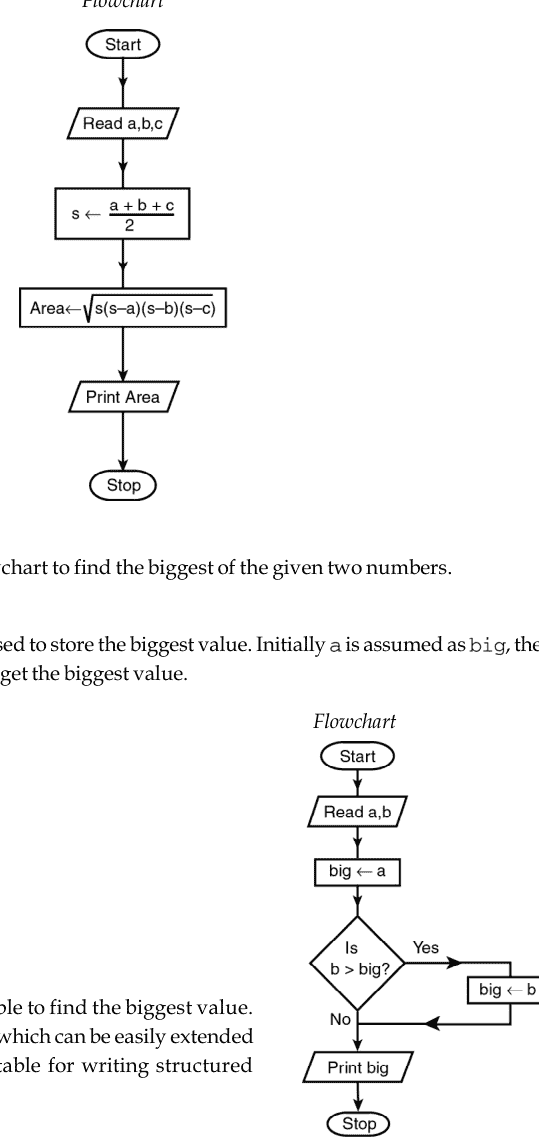 Flowchart
Start
Read a,b,c
s ← a + b + c
2
Area←√s(s–a)(s–b)(s–c)
Print Area
Stop
chart to find the biggest of the given two numbers.
to store the biggest value. Initially a is assumed as big, the
get the biggest value.
Flowchart
Start
Read a,b
big ← a
Is
b > big?
Yes
big ← b
No
to find the biggest value.
which can be easily extended
for writing structured
Print big
Stop